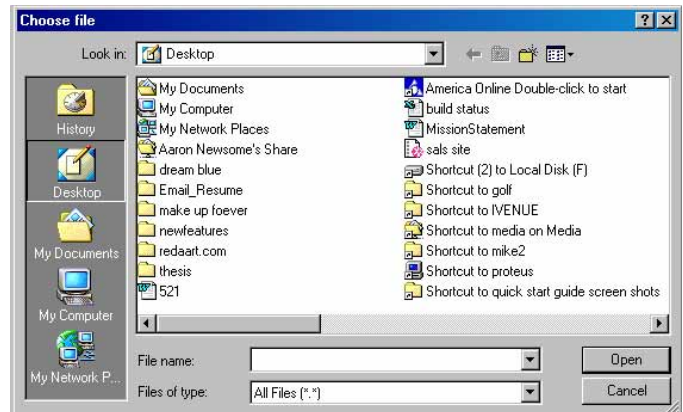 Choose file
Look in: Desktop
History
Desktop
My Documents
My Computer
My Network P...
My Documents
My Computer
My Network Places
Aaron Newsome's Share
dream blue
Email_Resume
make up foever
newfeatures
redaart.com
thesis
521
America Online Double-click to start
build status
MissionStatement
sals site
Shortcut (2) to Local Disk (F)
Shortcut to golf
Shortcut to IVENUE
Shortcut to media on Media
Shortcut to mike2
Shortcut to proteus
Shortcut to quick start guide screen shots
File name:
Open
Files of type: All Files (*.*)
Cancel